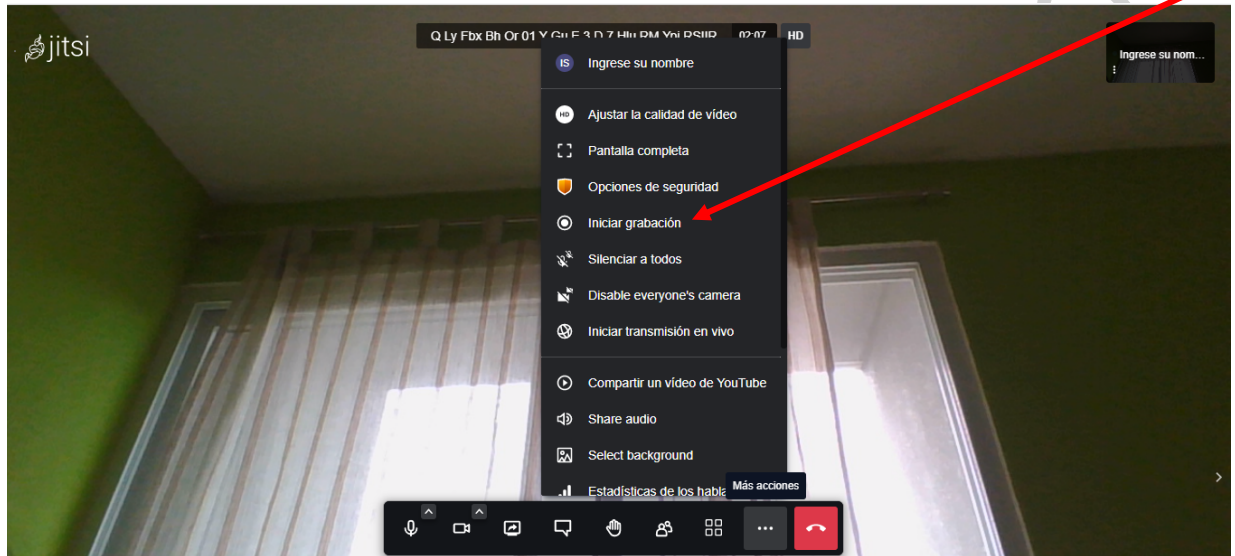 jitsi
Q Ly Fbx Bh Or 01 Y Gu E 3 D 7 Hlu RM Yoi RSIIR 02:07 HD
Ingrese su nom...
IS Ingrese su nombre
HD Ajustar la calidad de vídeo
Pantalla completa
Opciones de seguridad
Iniciar grabación
Silenciar a todos
Disable everyone's camera
Iniciar transmisión en vivo
Compartir un vídeo de YouTube
Share audio
Select background
Estadísticas de los habla
Más acciones